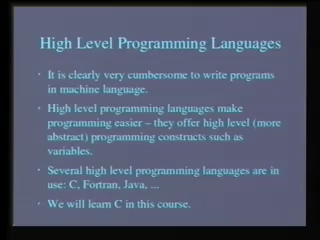 High Level Programming Languages
• It is clearly very cumbersome to write programs
in machine language.
• High level programming languages make
programming easier – they offer high level (more
abstract) programming constructs such as
variables.
• Several high level programming languages are in
use: C, Fortran, Java, ...
• We will learn C in this course.